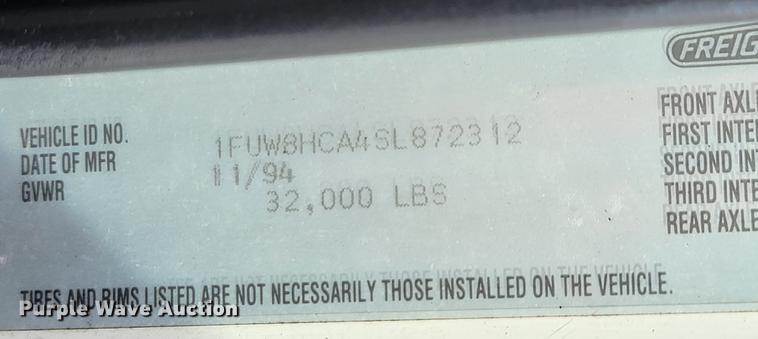 FREIG
VEHICLE ID NO. 1FUW8HCA4SL872312
DATE OF MFR 11/94
GVWR 32,000 LBS
FRONT AXL
FIRST INTE
SECOND IN
THIRD INTE
REAR AXLE
TIRES AND RIMS LISTED ARE NOT NECESSARILY THOSE INSTALLED ON THE VEHICLE.
Purple Wave Auction